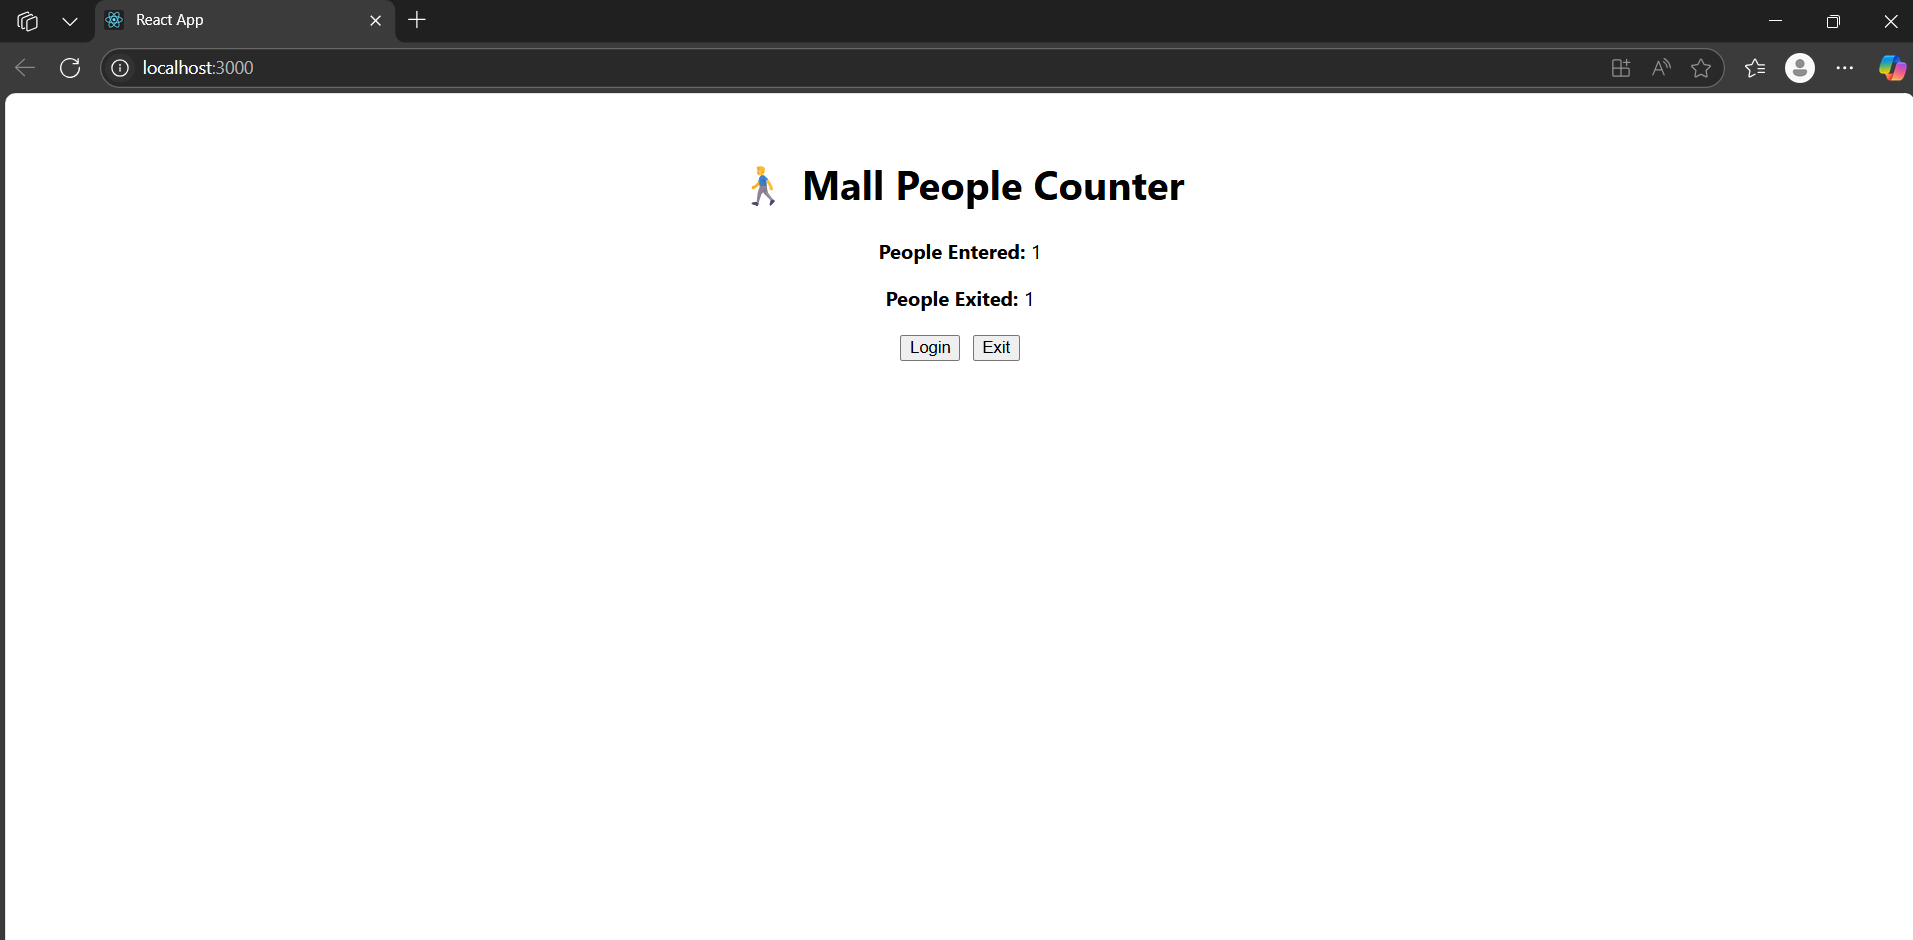 React App
localhost:3000
Mall People Counter
People Entered: 1
People Exited: 1
Login Exit